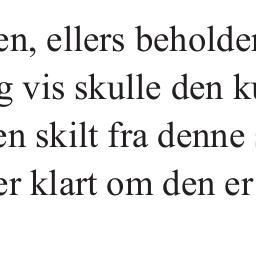 en, ellers beholder
g vis skulle den ku
en skilt fra denne s
er klart om den er